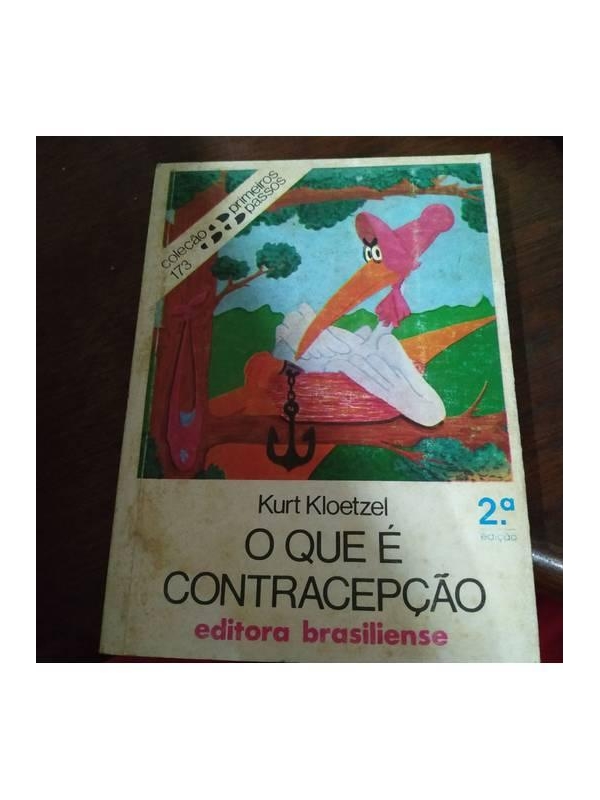 coleção primeiros
173 passos
Kurt Kloetzel
2.ª
edição
O QUE É
CONTRACEPÇÃO
editora brasiliense